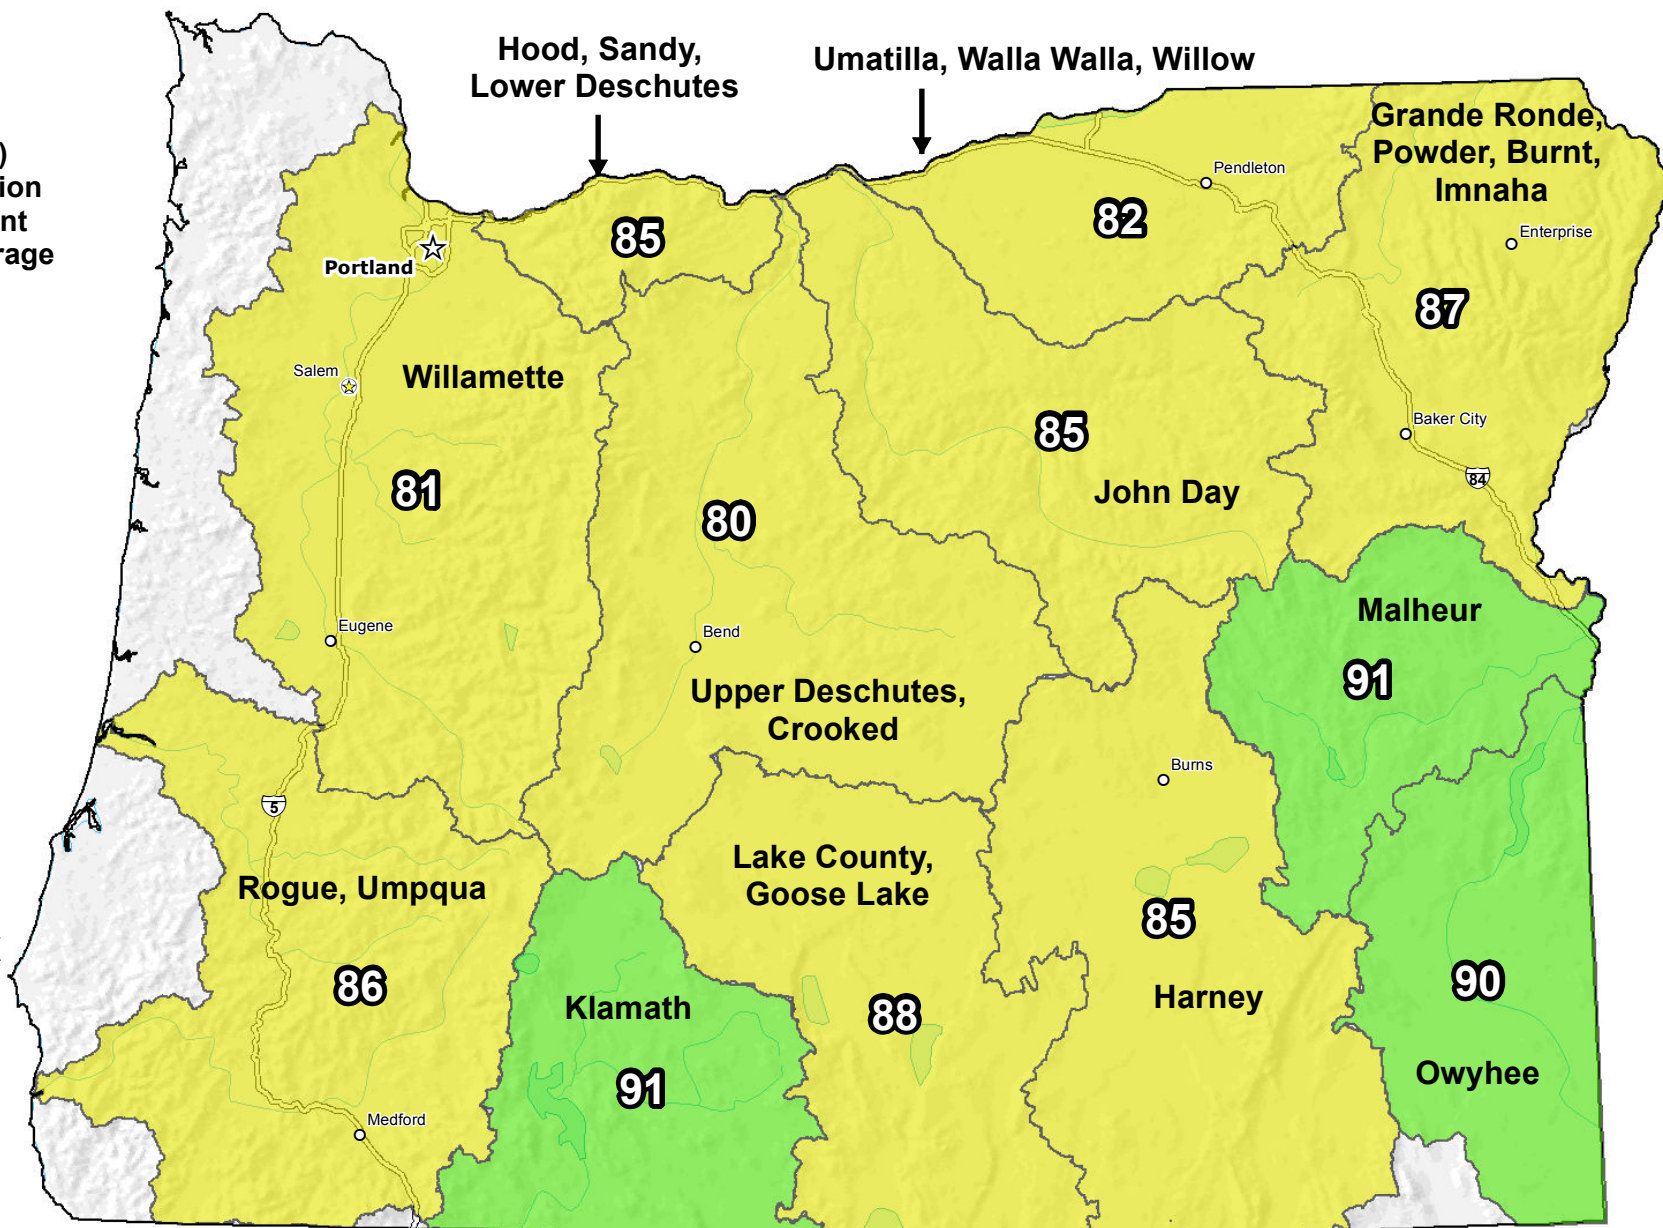 Hood, Sandy,
Lower Deschutes
Umatilla, Walla Walla, Willow
Grande Ronde,
Powder, Burnt,
Imnaha
)
ion
nt
rage
Pendleton
Enterprise
85
82
Portland
87
Salem
Willamette
Baker City
85
84
81
John Day
80
Malheur
Eugene
Bend
91
Upper Deschutes,
Crooked
Burns
5
Lake County,
Goose Lake
Rogue, Umpqua
85
86
90
Klamath
88
Harney
91
Owyhee
Medford